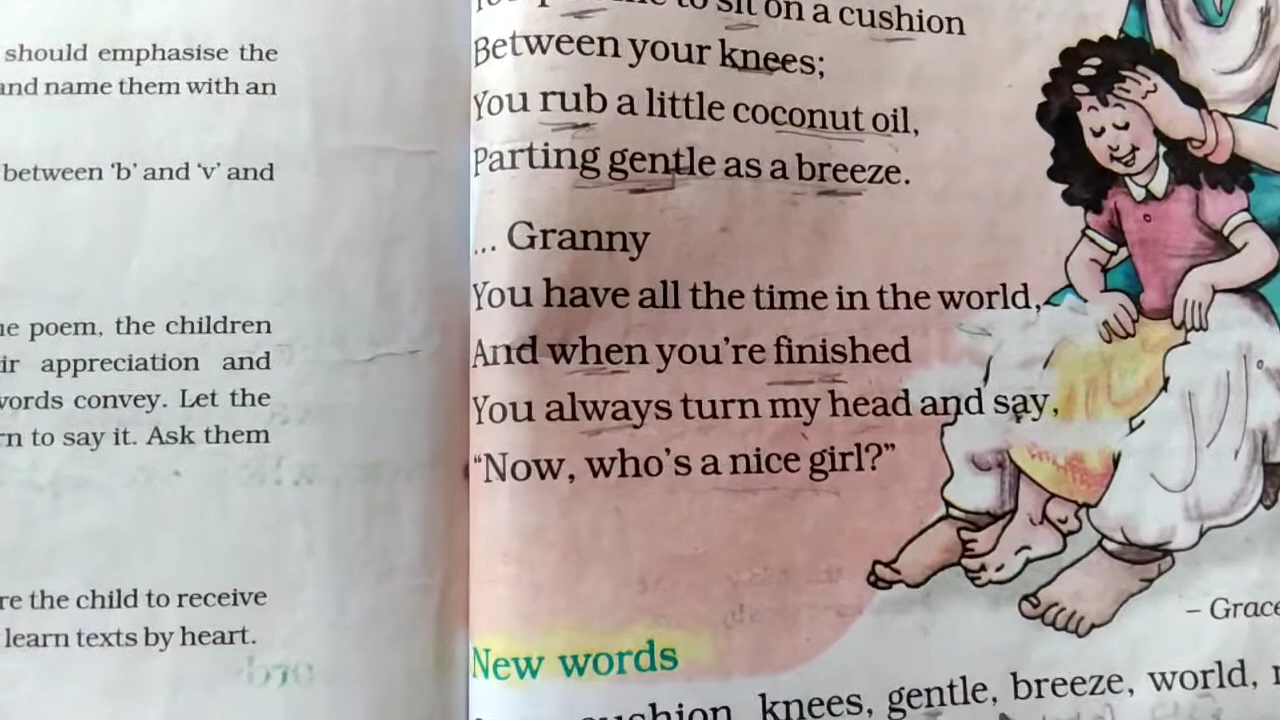 should emphasise the
and name them with an
between 'b' and 'v' and
poem, the children
appreciation and
words convey. Let the
to say it. Ask them
the child to receive
learn texts by heart.
to sit on a cushion
Between your knees;
You rub a little coconut oil,
Parting gentle as a breeze.
... Granny
You have all the time in the world,
And when you're finished
You always turn my head and say,
"Now, who's a nice girl?"
– Grace
New words
cushion, knees, gentle, breeze, world,